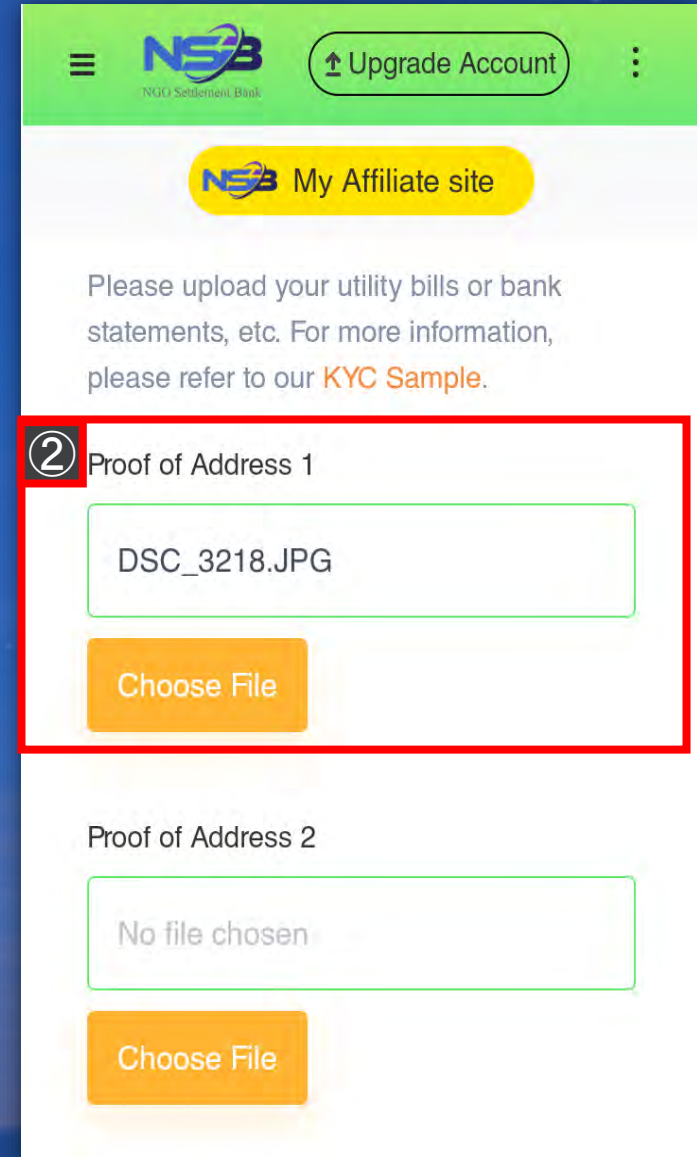 NSB
NGO Settlement Bank
Upgrade Account
NSB My Affiliate site
Please upload your utility bills or bank
statements, etc. For more information,
please refer to our KYC Sample.
②
Proof of Address 1
DSC_3218.JPG
Choose File
Proof of Address 2
No file chosen
Choose File